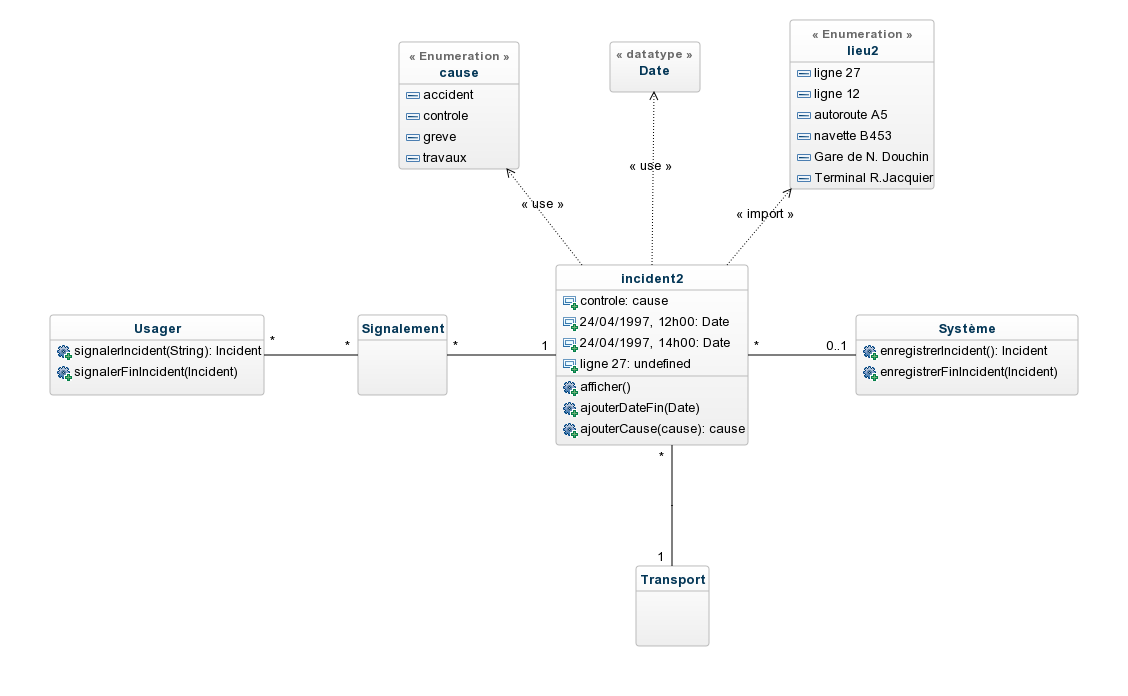 « Enumeration »
cause
accident
controle
greve
travaux
« datatype »
Date
« Enumeration »
lieu2
ligne 27
ligne 12
autoroute A5
navette B453
Gare de N. Douchin
Terminal R.Jacquier
« use »
« use »
« import »
incident2
controle: cause
24/04/1997, 12h00: Date
24/04/1997, 14h00: Date
ligne 27: undefined
afficher()
ajouterDateFin(Date)
ajouterCause(cause): cause
Usager
signalerIncident(String): Incident
signalerFinIncident(Incident)
*
*
Signalement
*
1
*
0..1
Système
enregistrerIncident(): Incident
enregistrerFinIncident(Incident)
*
1
Transport